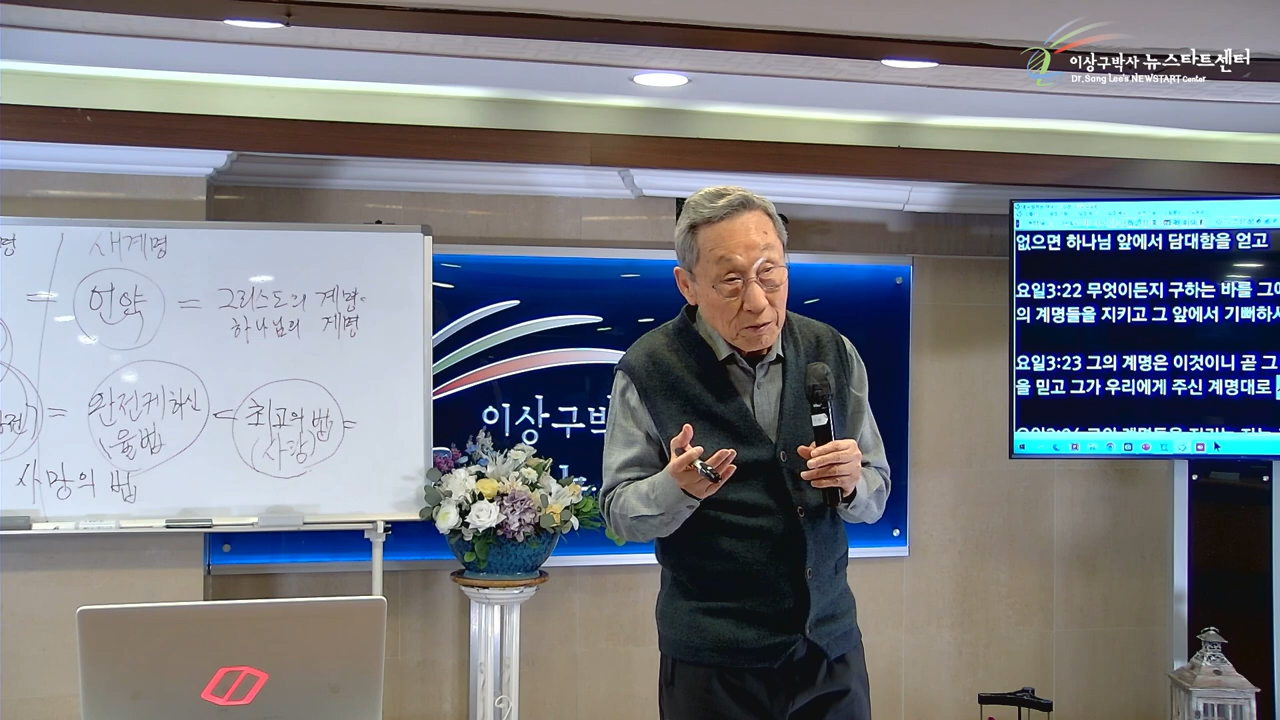 이상구박사 뉴스타트센터
Dr. Sang Lee's NEWSTART Center
명 / 새계명
= 언약 = 그리스도의 계명.
하나님의 계명
= 완전케하신 율법 = 최고의 법 =
(사랑)
사망의 법
이상구박
없으면 하나님 앞에서 담대함을 얻고
요일3:22 무엇이든지 구하는 바를 그에
의 계명들을 지키고 그 앞에서 기뻐하시
요일3:23 그의 계명은 이것이니 곧 그
을 믿고 그가 우리에게 주신 계명대로